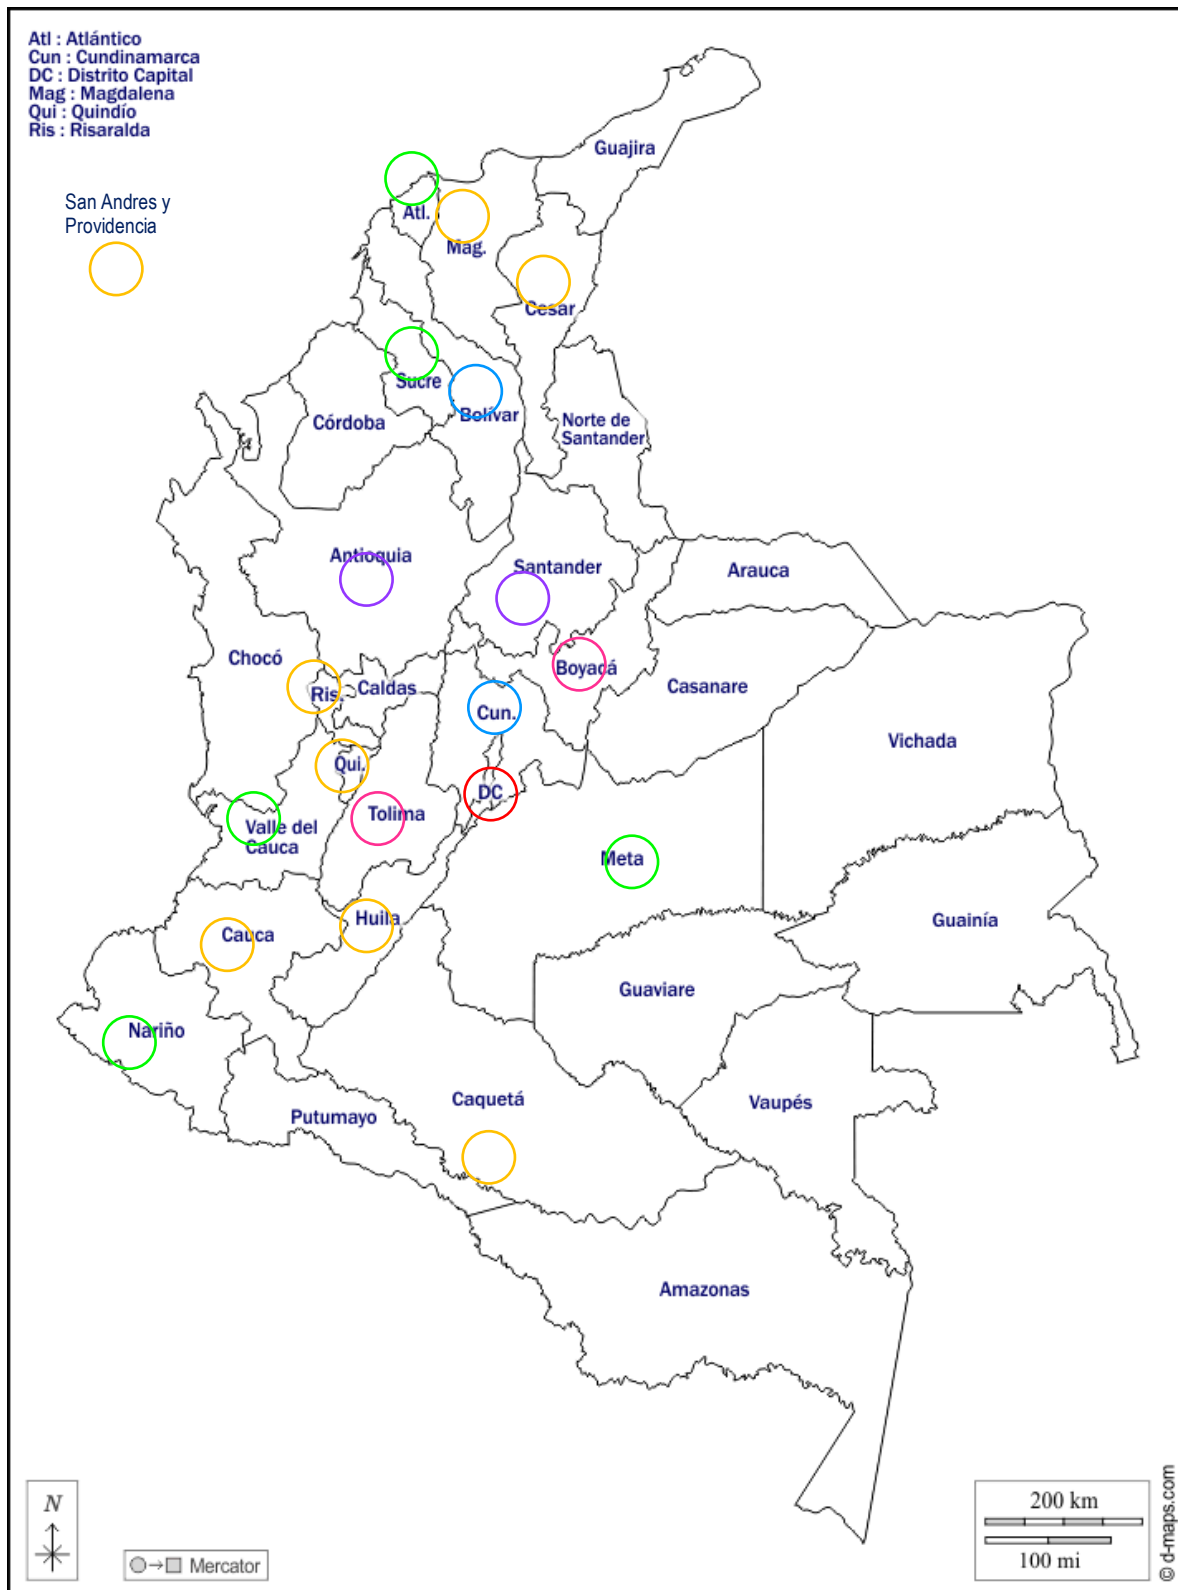 Atl : Atlántico
Cun : Cundinamarca
DC : Distrito Capital
Mag : Magdalena
Qui : Quindío
Ris : Risaralda
San Andres y
Providencia
Guajira
Atl.
Mag.
Cesar
Sucre
Bolívar
Córdoba
Norte de
Santander
Antioquia
Santander
Arauca
Chocó
Boyacá
Ris.
Caldas
Casanare
Cun.
Vichada
Qui.
DC
Tolima
Valle del
Cauca
Meta
Huila
Guainía
Cauca
Guaviare
Nariño
Caquetá
Vaupés
Putumayo
Amazonas
N
Mercator
200 km
100 mi
© d-maps.com